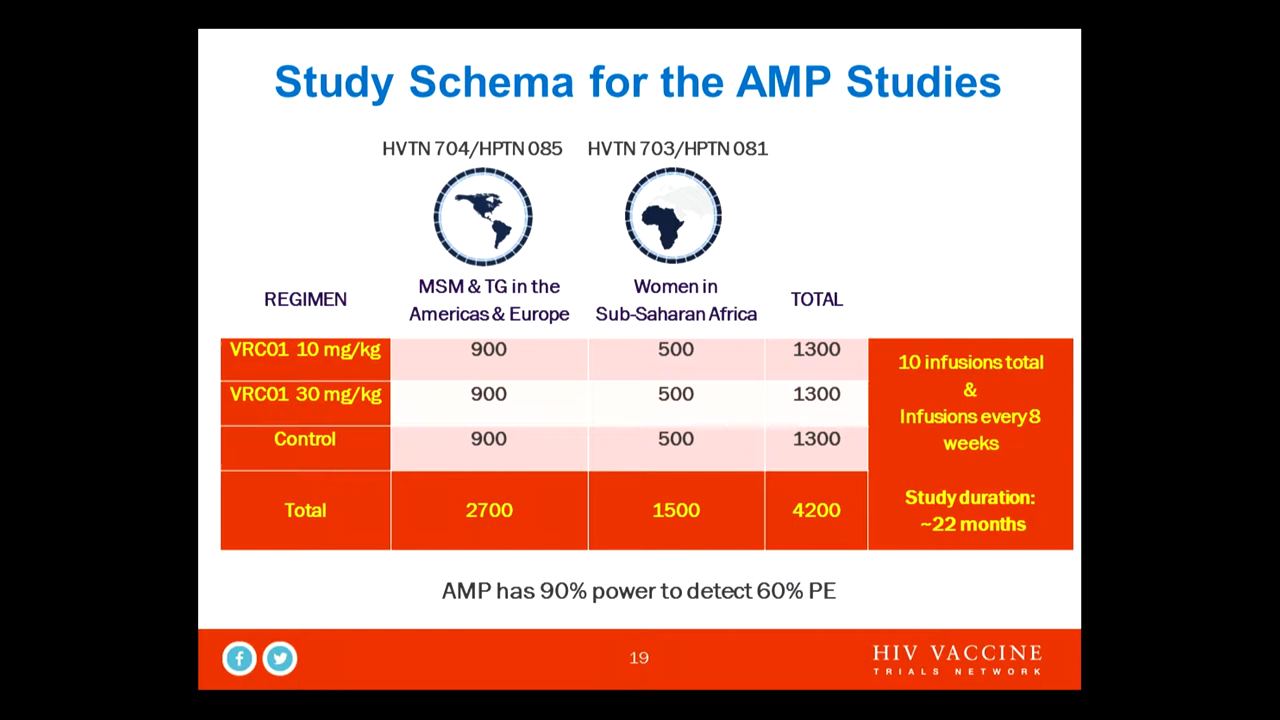 Study Schema for the AMP Studies
HVTN 704/HPTN 085 HVTN 703/HPTN 081
REGIMEN
MSM & TG in the
Americas & Europe
Women in
Sub-Saharan Africa
TOTAL
VRC01 10 mg/kg 900 500 1300
VRC01 30 mg/kg 900 500 1300
Control 900 500 1300
Total 2700 1500 4200
10 infusions total
&
Infusions every 8
weeks
Study duration:
~22 months
AMP has 90% power to detect 60% PE
19
HIV VACCINE
TRIALS NETWORK